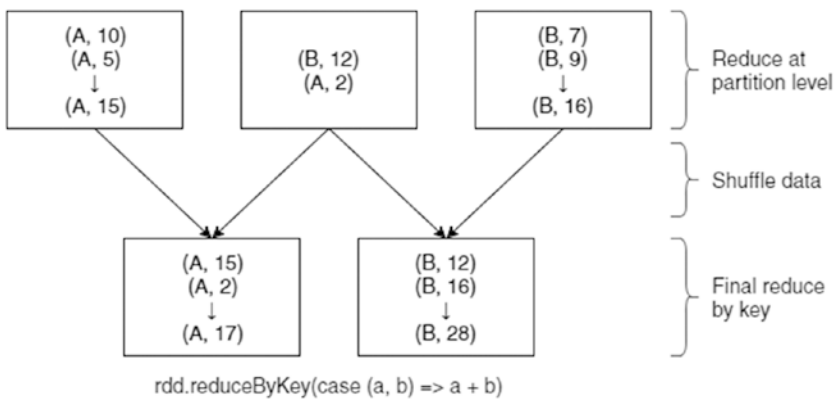 (A, 10)
(A, 5)
↓
(A, 15)
(B, 12)
(A, 2)
(B, 7)
(B, 9)
↓
(B, 16)
Reduce at
partition level
Shuffle data
(A, 15)
(A, 2)
↓
(A, 17)
(B, 12)
(B, 16)
↓
(B, 28)
Final reduce
by key
rdd.reduceByKey(case (a, b) => a + b)